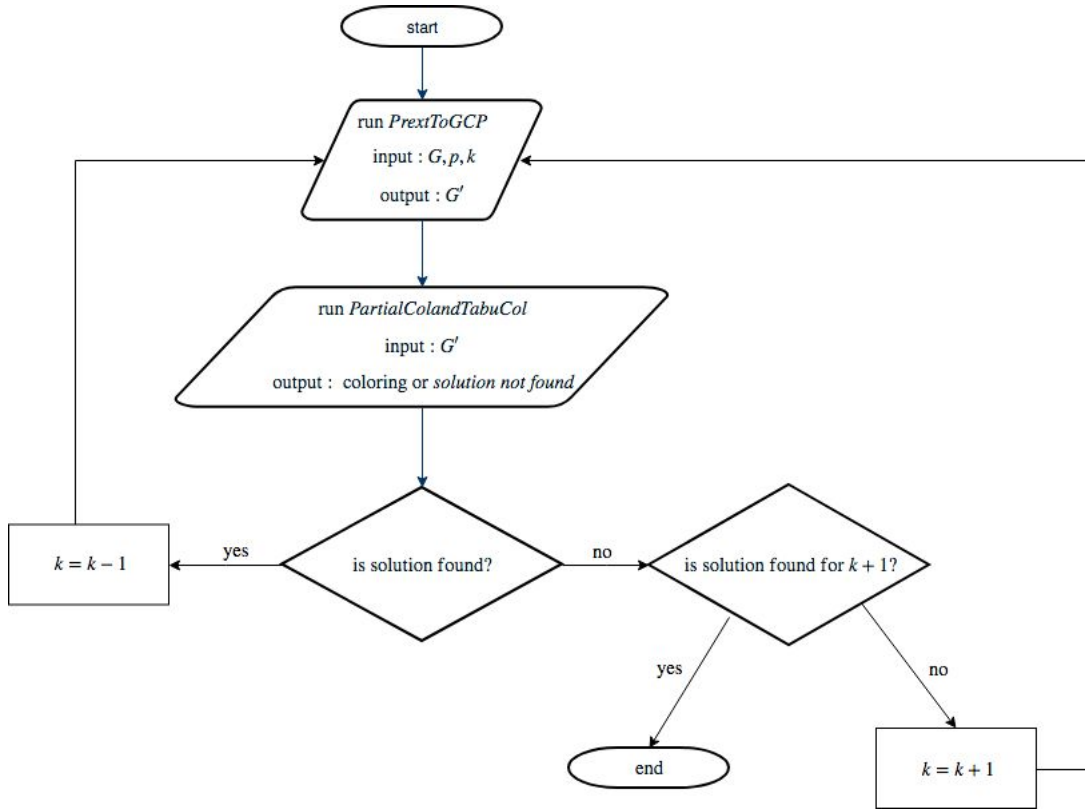 start
run PrextToGCP
input : G, p, k
output : G′
run PartialColandTabuCol
input : G′
output : coloring or solution not found
k = k − 1
yes
is solution found?
no
is solution found for k + 1?
yes
no
end
k = k + 1